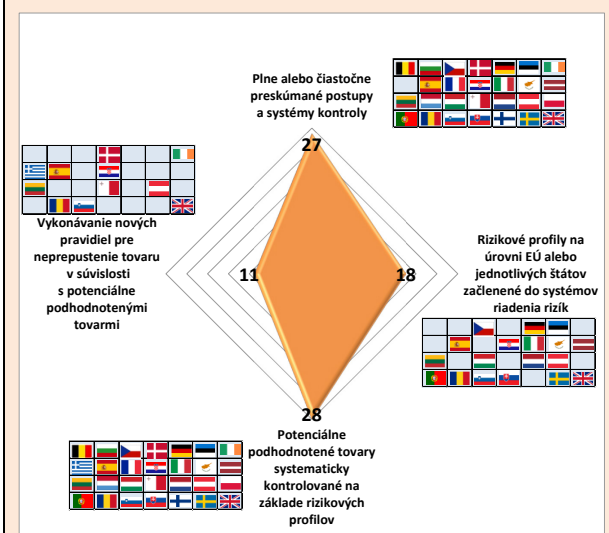 Plne alebo čiastočne
preskúmané postupy
a systémy kontroly
27
Vykonávanie nových
pravidiel pre
neprepustenie tovaru
v súvislosti
s potenciálne
podhodnotenými
tovarmi
11
18
Rizikové profily na
úrovni EÚ alebo
jednotlivých štátov
začlenené do systémov
riadenia rizík
28
Potenciálne
podhodnotené tovary
systematicky
kontrolované na
základe rizikových
profilov